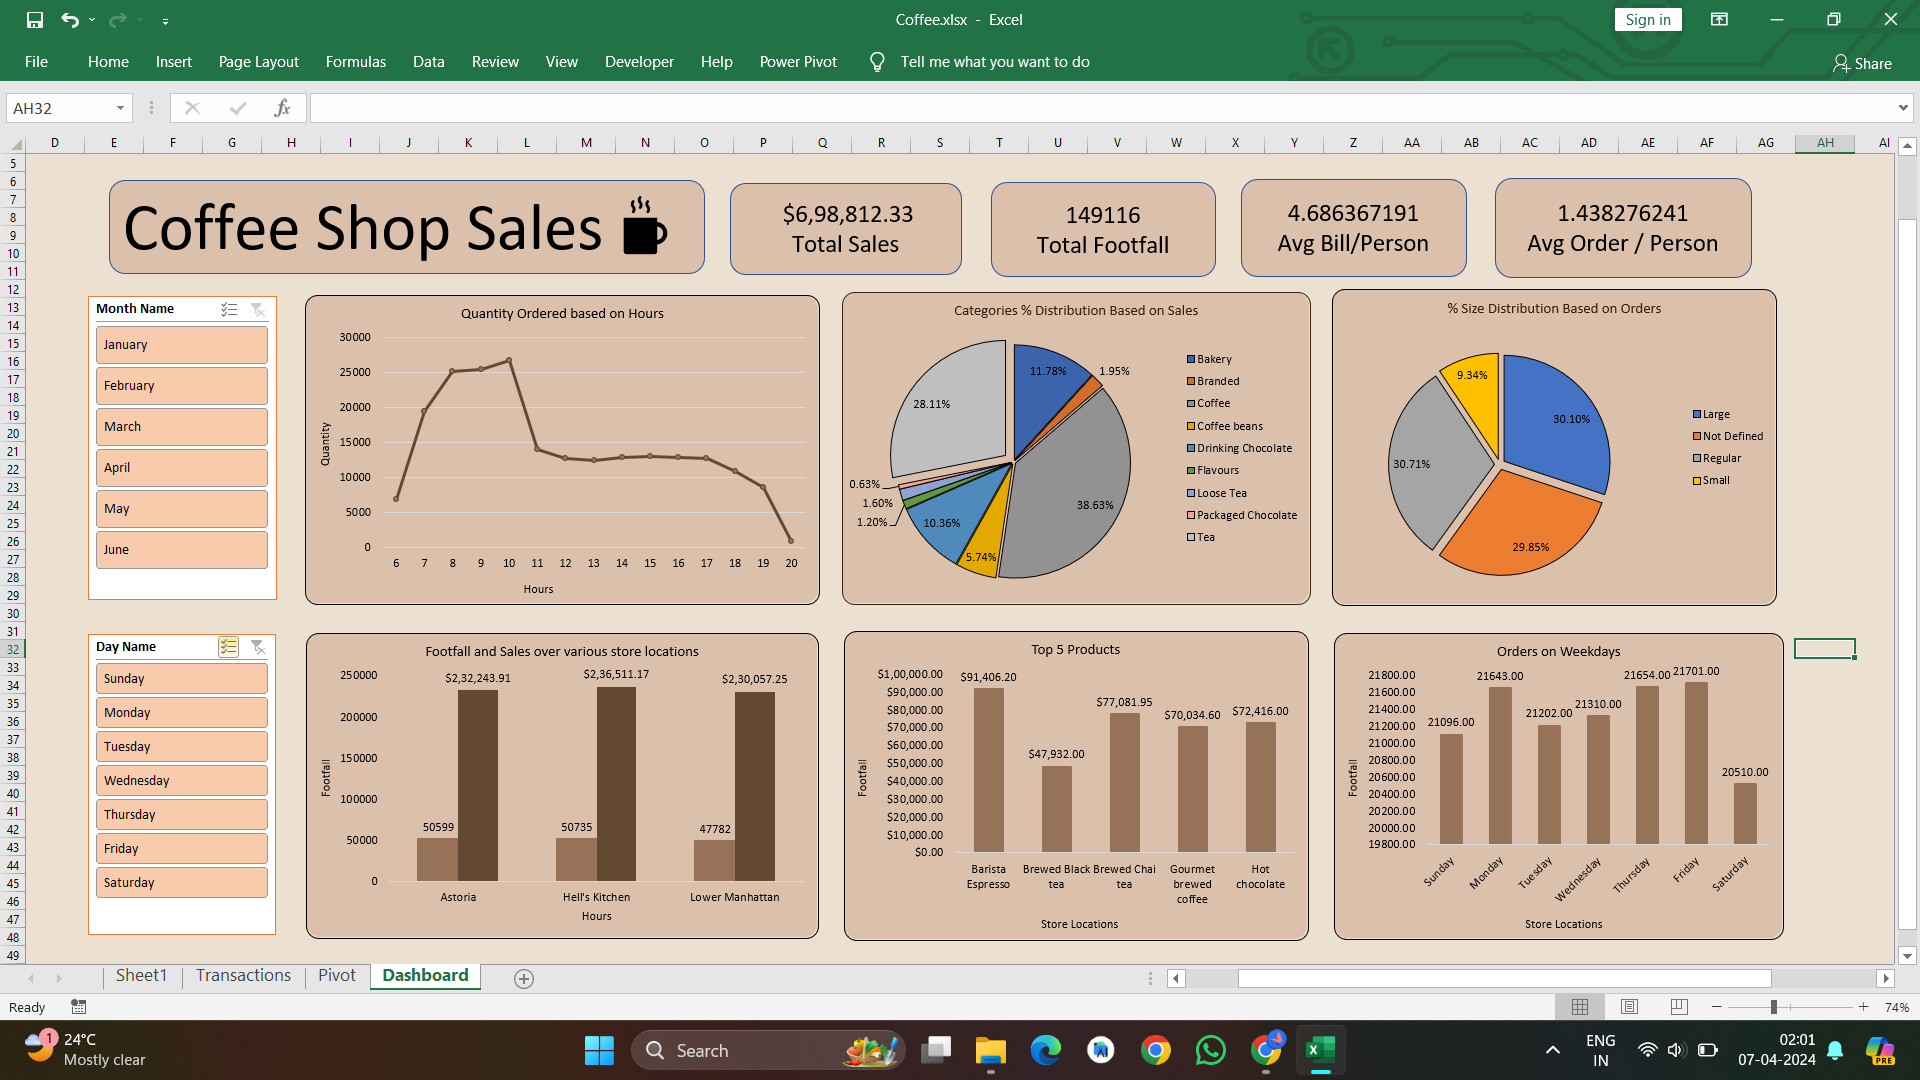 Coffee.xlsx - Excel
Sign in
File Home Insert Page Layout Formulas Data Review View Developer Help Power Pivot Tell me what you want to do Share
AH32
fx
D E F G H I J K L M N O P Q R S T U V W X Y Z AA AB AC AD AE AF AG AH AI
5
6
7
8
9
10
11
12
13
14
15
16
17
18
19
20
21
22
23
24
25
26
27
28
29
30
31
32
33
34
35
36
37
38
39
40
41
42
43
44
45
46
47
48
49
Coffee Shop Sales
$6,98,812.33
Total Sales
149116
Total Footfall
4.686367191
Avg Bill/Person
1.438276241
Avg Order / Person
Month Name
January
February
March
April
May
June
Quantity Ordered based on Hours
30000
25000
20000
15000
10000
5000
0
Quantity
6 7 8 9 10 11 12 13 14 15 16 17 18 19 20
Hours
Categories % Distribution Based on Sales
11.78%
1.95%
38.63%
5.74%
10.36%
1.20%
1.60%
0.63%
28.11%
Bakery
Branded
Coffee
Coffee beans
Drinking Chocolate
Flavours
Loose Tea
Packaged Chocolate
Tea
% Size Distribution Based on Orders
30.10%
29.85%
30.71%
9.34%
Large
Not Defined
Regular
Small
Day Name
Sunday
Monday
Tuesday
Wednesday
Thursday
Friday
Saturday
Footfall and Sales over various store locations
250000
200000
150000
100000
50000
0
Footfall
$2,32,243.91 $2,36,511.17 $2,30,057.25
50599 50735 47782
Astoria Hell's Kitchen Lower Manhattan
Hours
Top 5 Products
$1,00,000.00
$90,000.00
$80,000.00
$70,000.00
$60,000.00
$50,000.00
$40,000.00
$30,000.00
$20,000.00
$10,000.00
$0.00
Footfall
$91,406.20 $47,932.00 $77,081.95 $70,034.60 $72,416.00
Barista Espresso
Brewed Black tea
Brewed Chai tea
Gourmet brewed coffee
Hot chocolate
Store Locations
Orders on Weekdays
21800.00
21600.00
21400.00
21200.00
21000.00
20800.00
20600.00
20400.00
20200.00
20000.00
19800.00
Footfall
21096.00 21643.00 21202.00 21310.00 21654.00 21701.00 20510.00
Sunday Monday Tuesday Wednesday Thursday Friday Saturday
Store Locations
Sheet1 Transactions Pivot Dashboard
Ready
74%
1
24°C
Mostly clear
Search
ENG
IN
02:01
07-04-2024
PRE